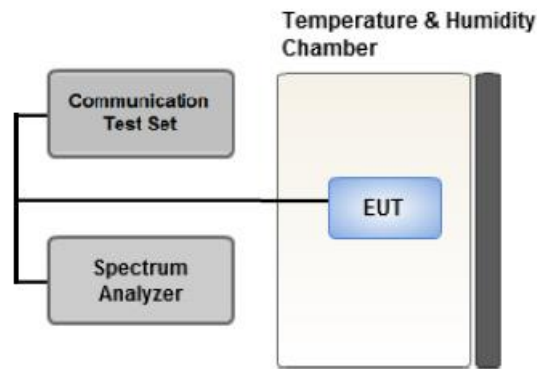 Temperature & Humidity
Chamber
Communication
Test Set
EUT
Spectrum
Analyzer